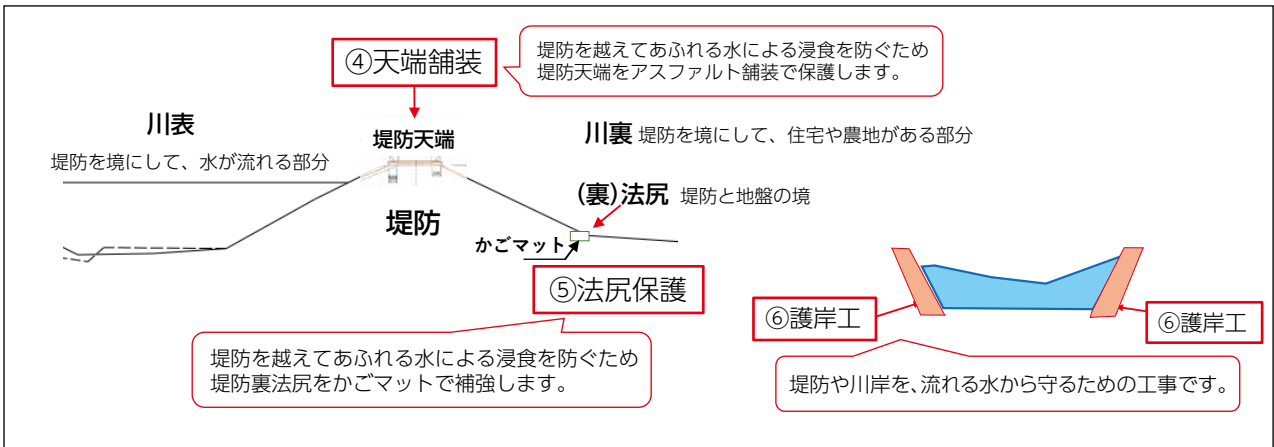 ④天端舗装
堤防を越えてあふれる水による浸食を防ぐため
堤防天端をアスファルト舗装で保護します。
川表
堤防を境にして、水が流れる部分
堤防天端
川裏 堤防を境にして、住宅や農地がある部分
(裏)法尻 堤防と地盤の境
堤防
かごマット
⑤法尻保護
堤防を越えてあふれる水による浸食を防ぐため
堤防裏法尻をかごマットで補強します。
⑥護岸工
⑥護岸工
堤防や川岸を、流れる水から守るための工事です。